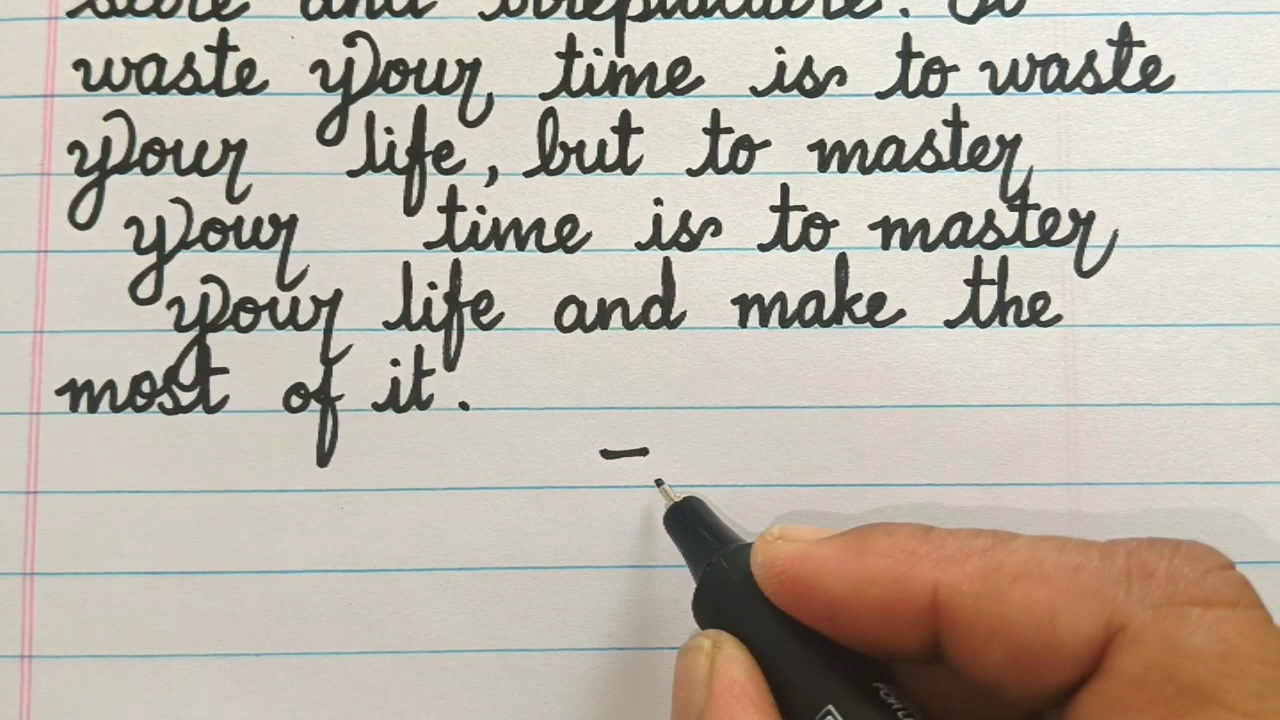 and
waste your time is to waste
your life, but to master
your time is to master
your life and make the
most of it.
—